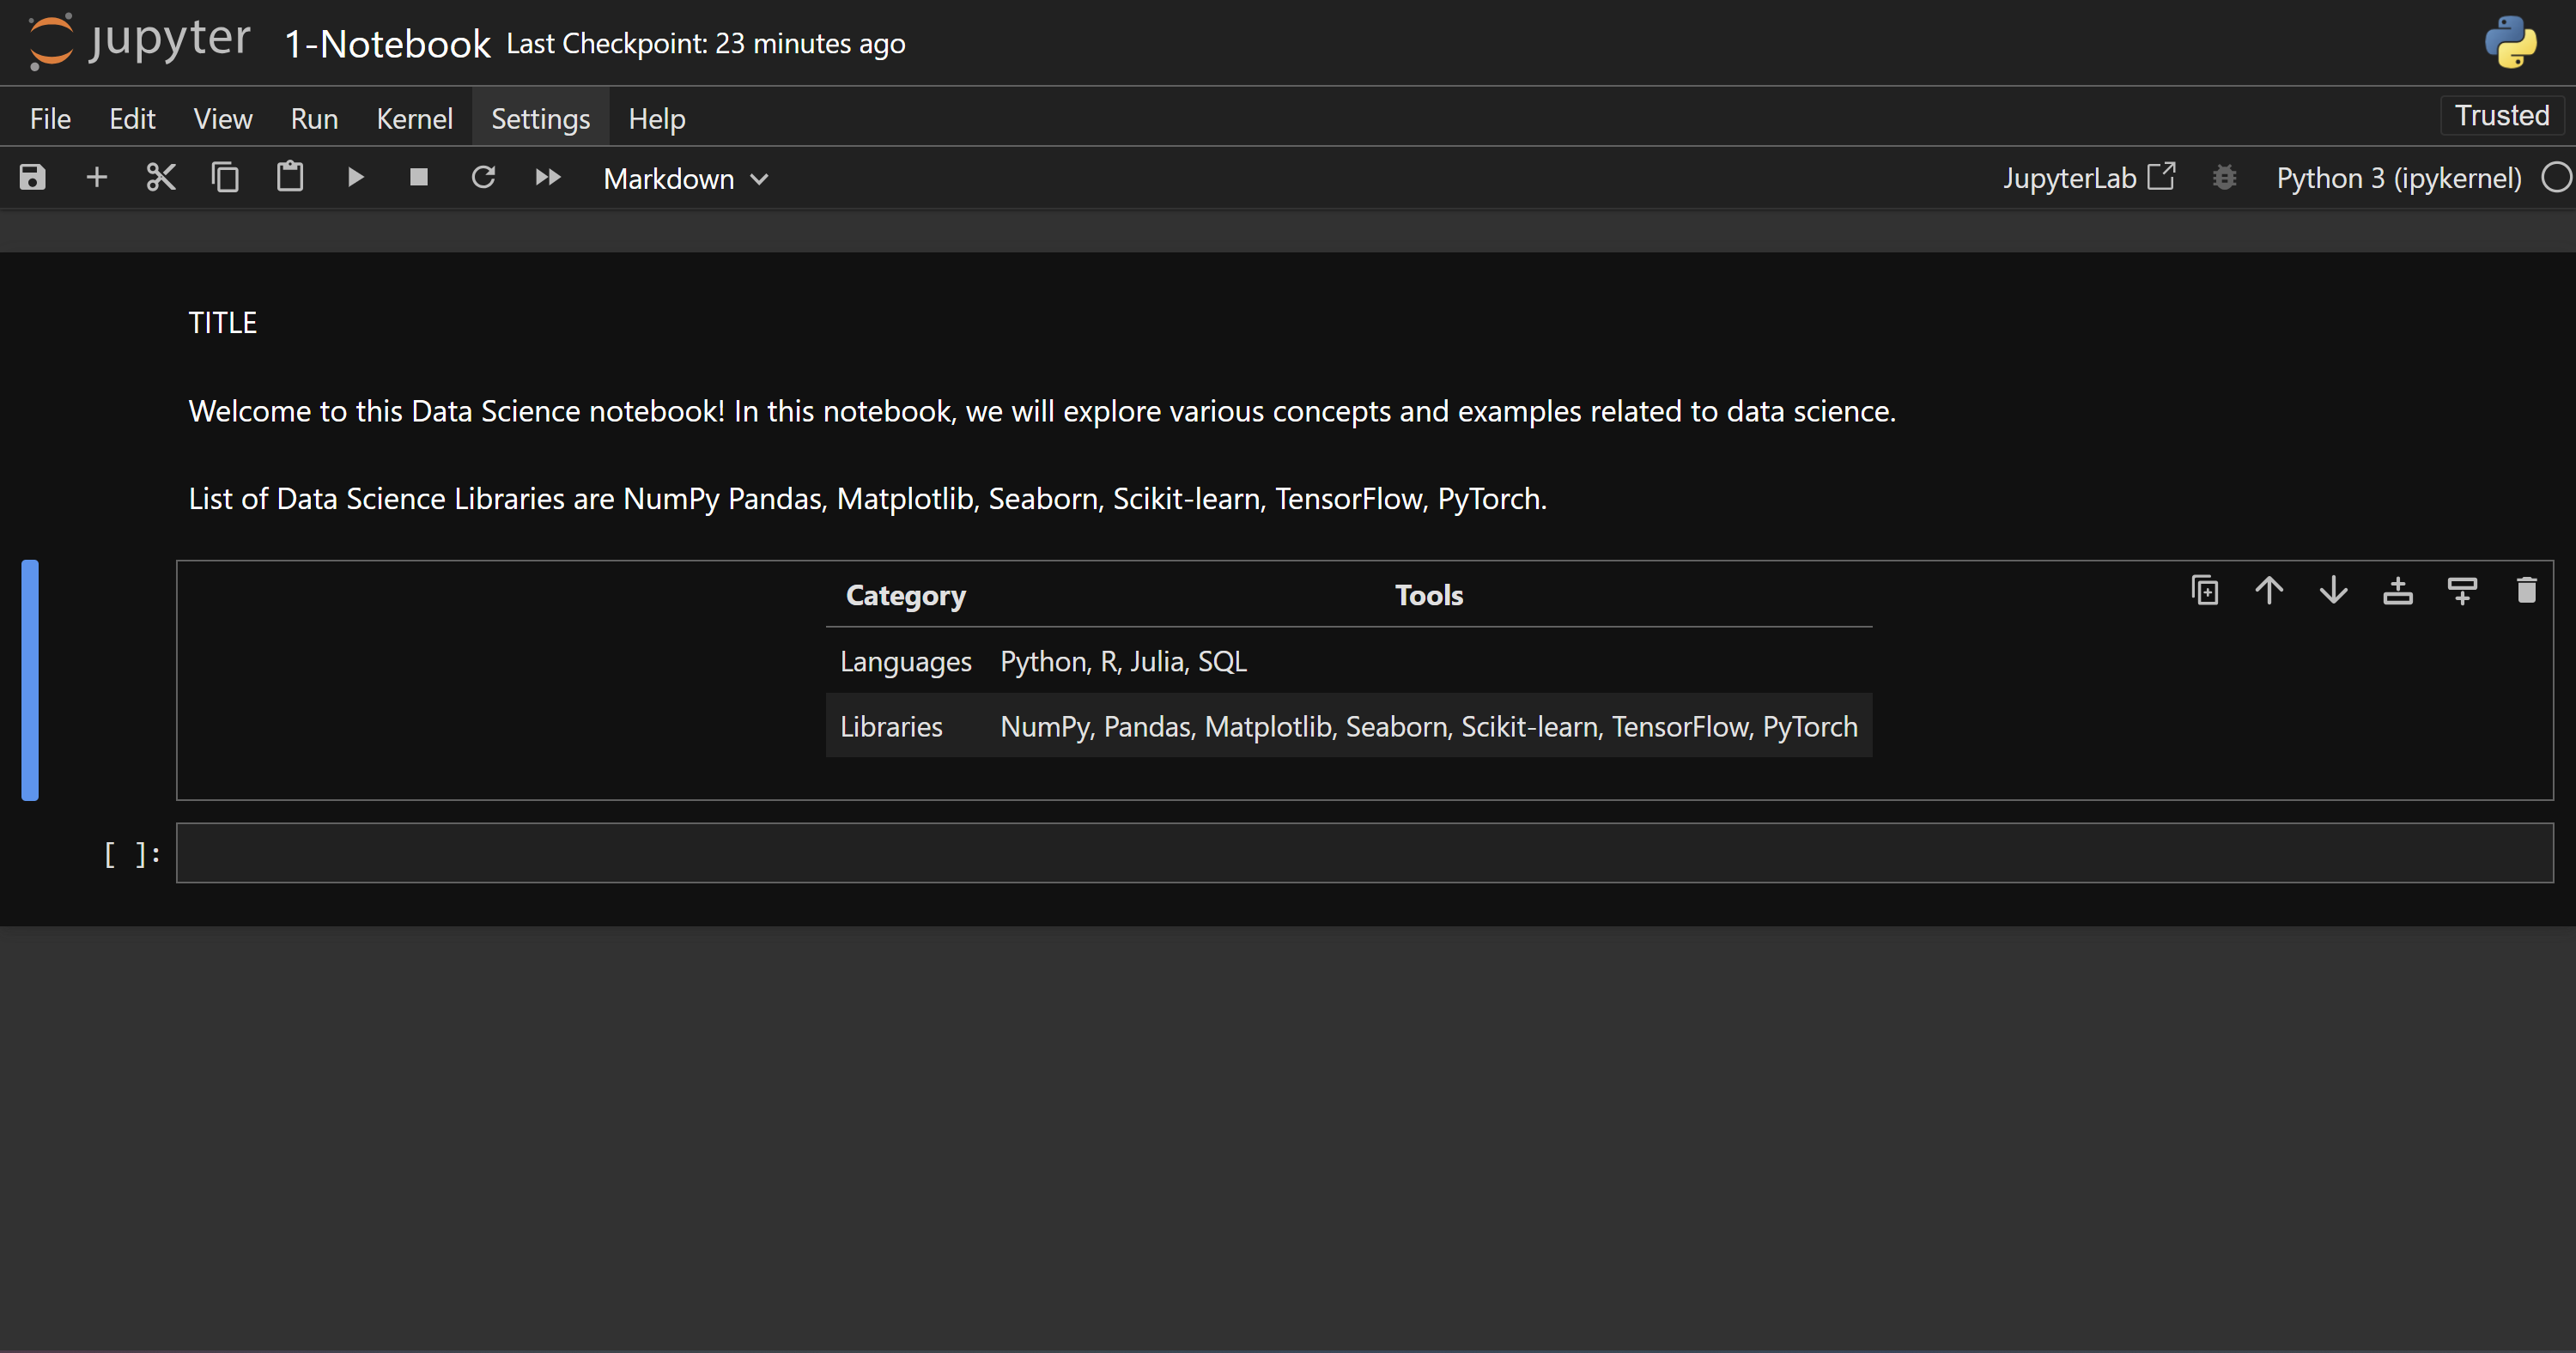 jupyter 1-Notebook Last Checkpoint: 23 minutes ago
File Edit View Run Kernel Settings Help Trusted
Markdown JupyterLab Python 3 (ipykernel)
TITLE
Welcome to this Data Science notebook! In this notebook, we will explore various concepts and examples related to data science.
List of Data Science Libraries are NumPy Pandas, Matplotlib, Seaborn, Scikit-learn, TensorFlow, PyTorch.
Category Tools
Languages Python, R, Julia, SQL
Libraries NumPy, Pandas, Matplotlib, Seaborn, Scikit-learn, TensorFlow, PyTorch
[ ]: